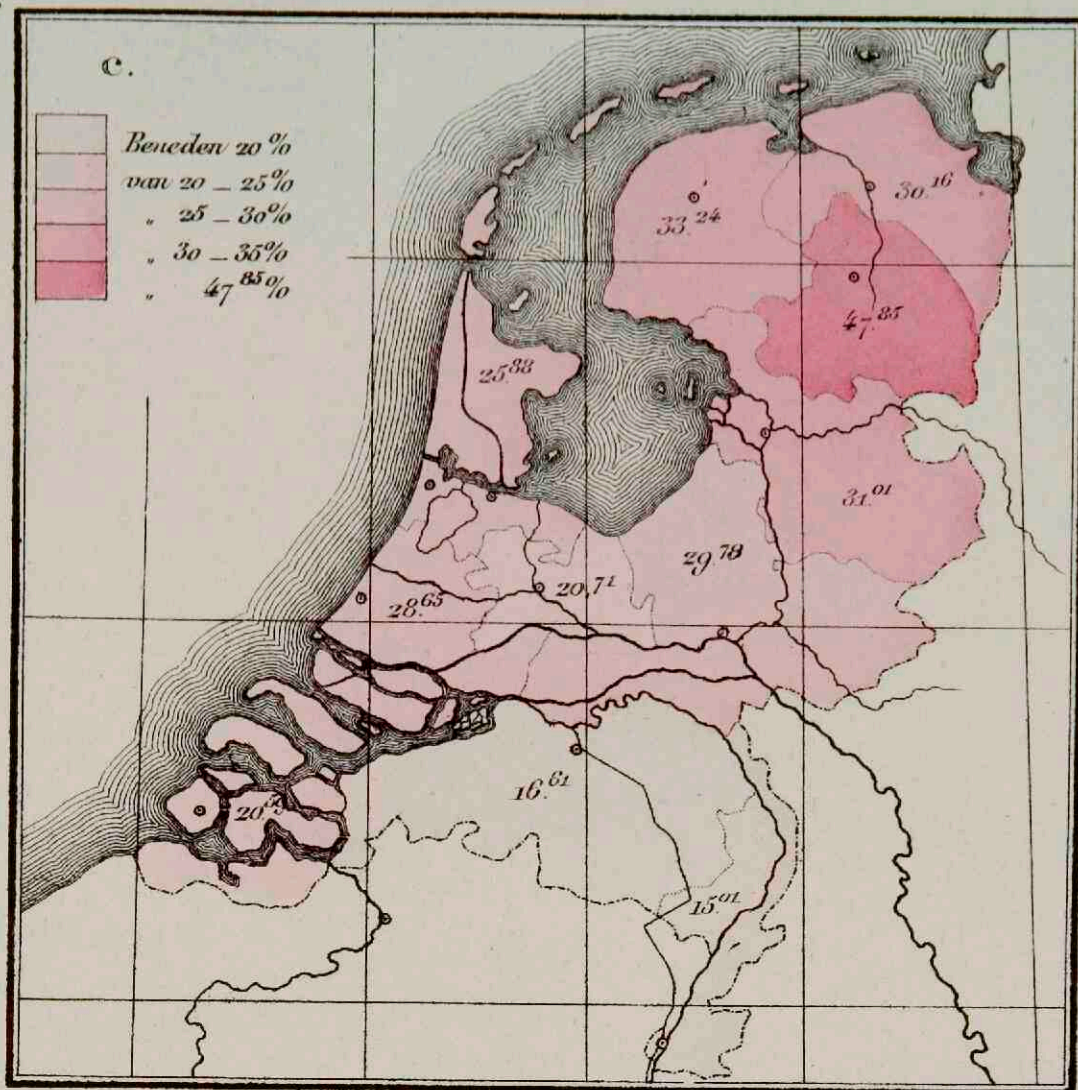 c.
Beneden 20 %
van 20 – 25%
„ 25 – 30%
„ 30 – 35%
„ 47 85%
33.24
30.16
47.85
25.88
31.01
29.78
20.71
28.65
16.61
15.01